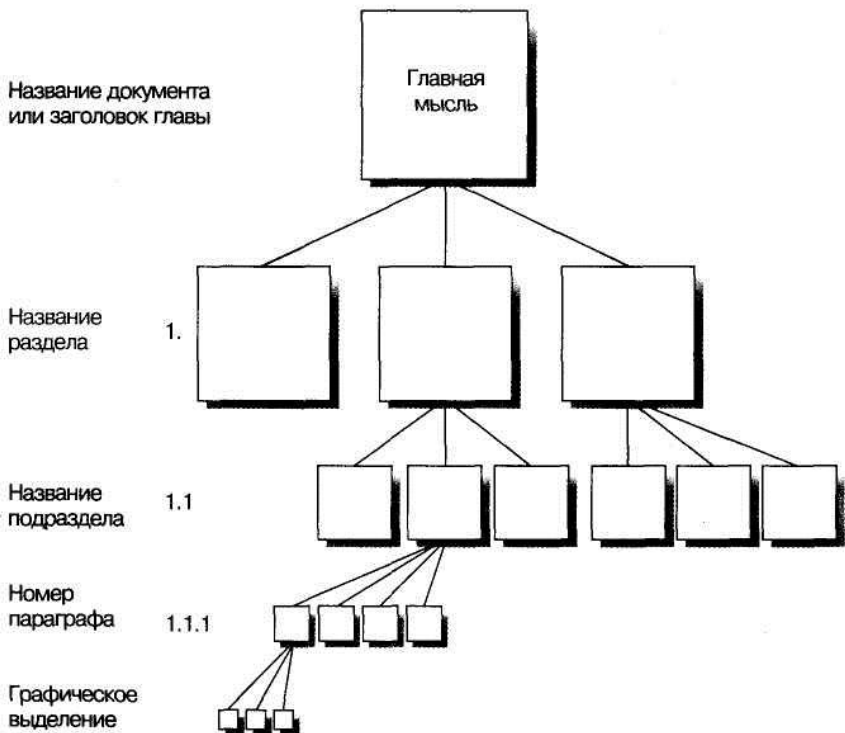 Главная
мысль
Название документа
или заголовок главы
Название
раздела
1.
Название
подраздела
1.1
Номер
параграфа
1.1.1
Графическое
выделение